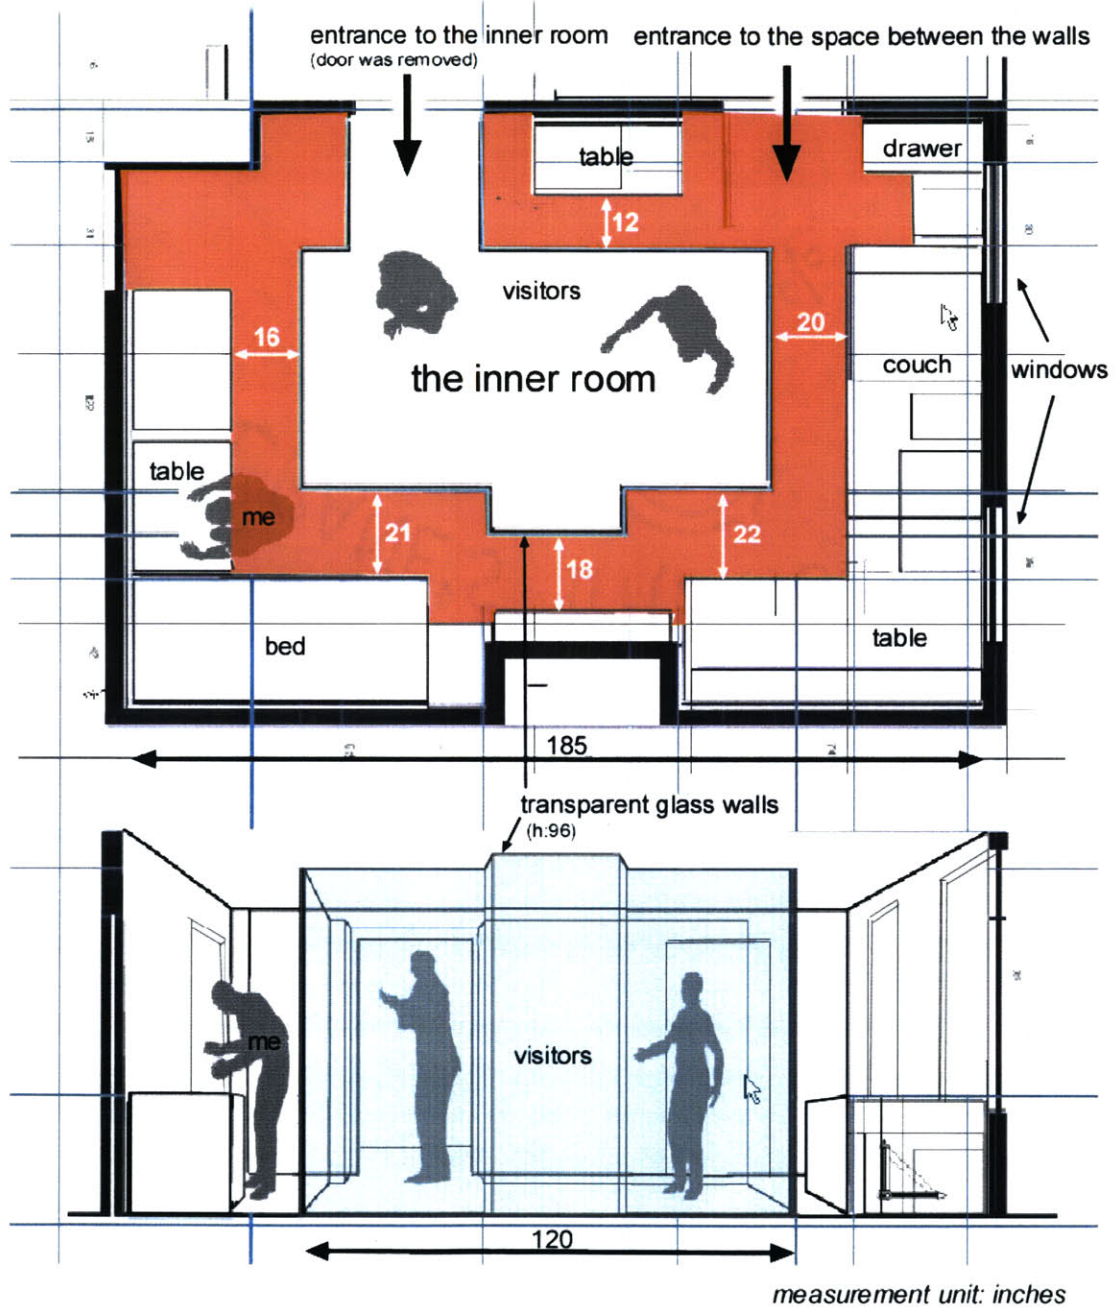 entrance to the inner room
(door was removed)
entrance to the space between the walls
table
drawer
12
visitors
16
20
the inner room
couch
windows
table
me
21
22
18
bed
table
185
transparent glass walls
(h:96)
me
visitors
120
measurement unit: inches